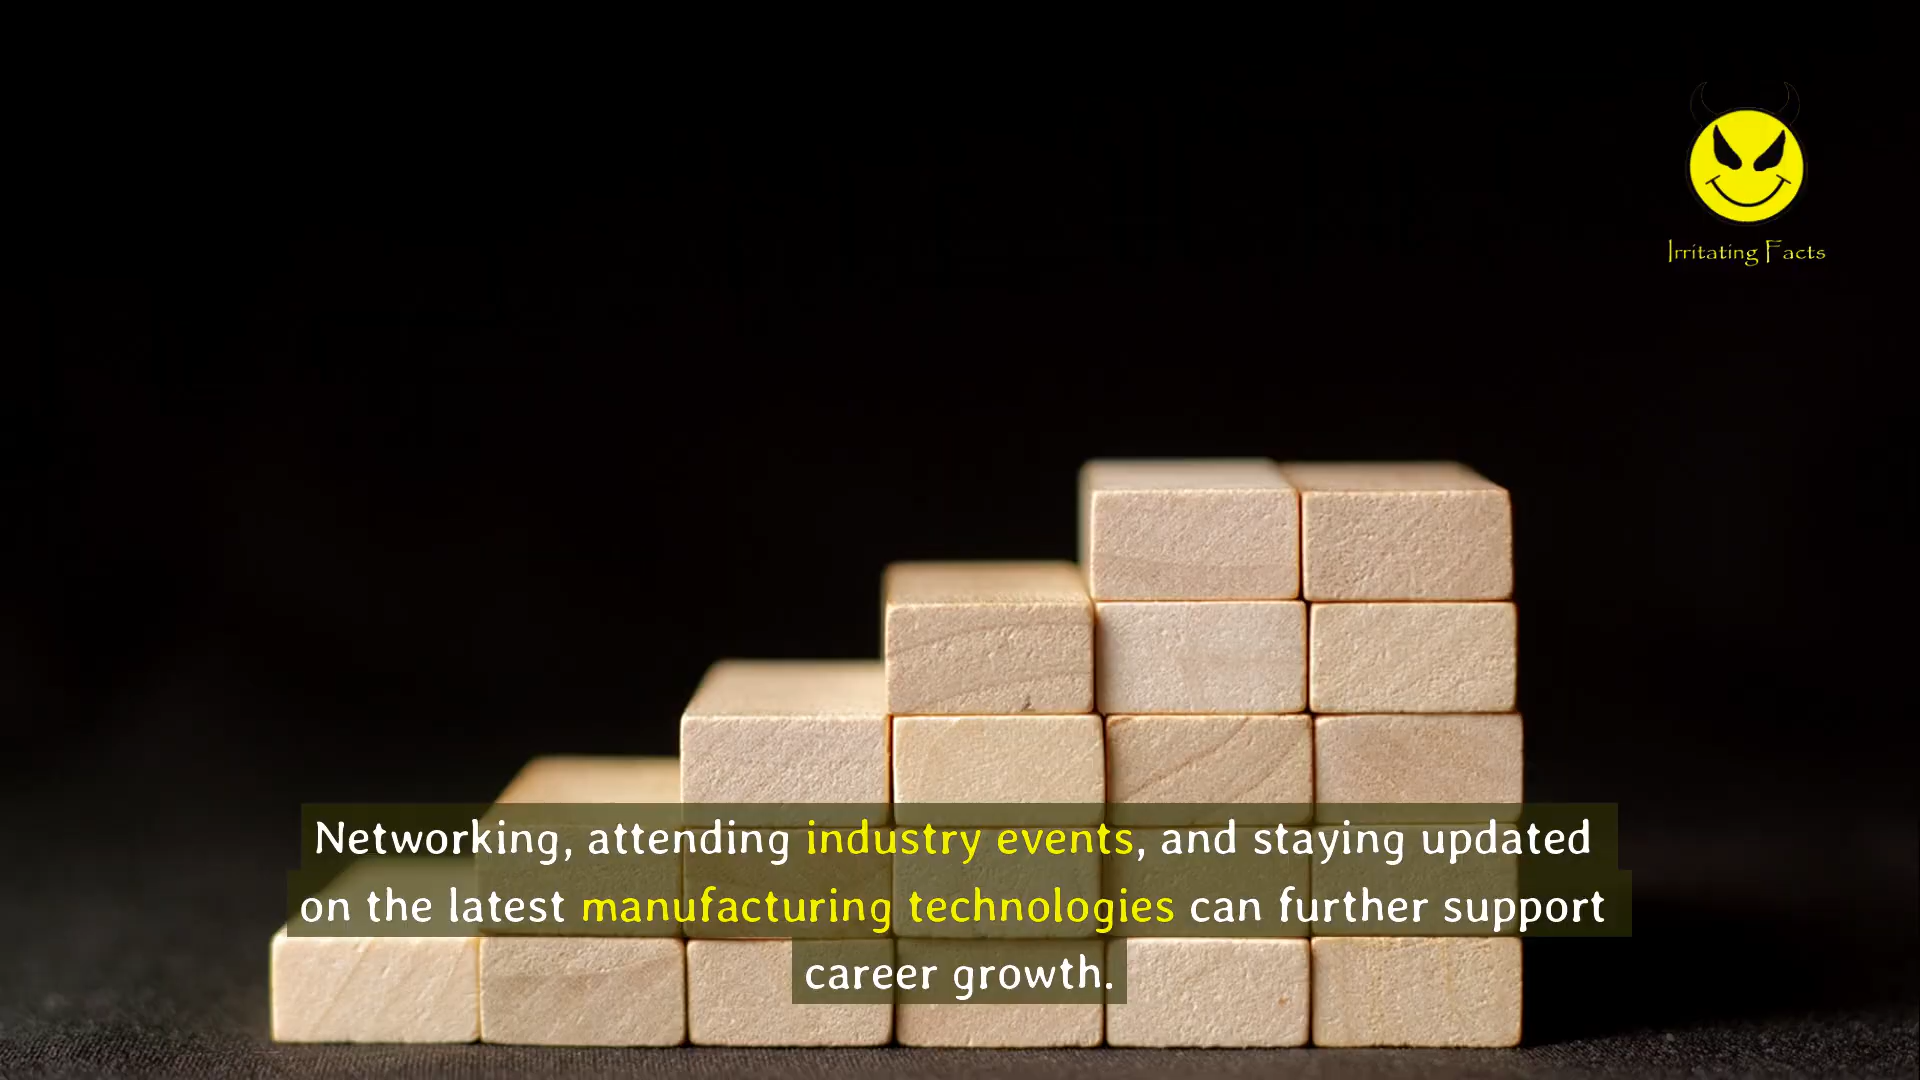 Irritating Facts
Networking, attending industry events, and staying updated
on the latest manufacturing technologies can further support
career growth.